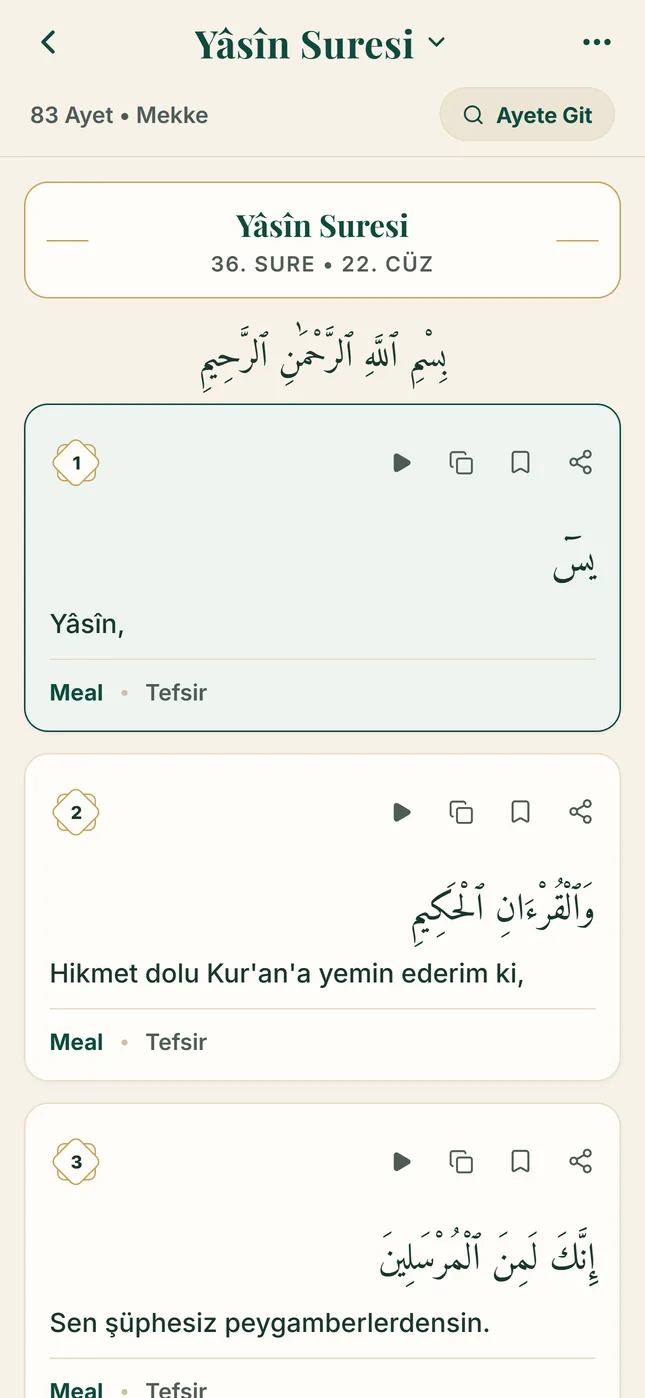 Yâsîn Suresi
83 Ayet • Mekke
Ayete Git
Yâsîn Suresi
36. SURE • 22. CÜZ
بِسْمِ ٱللَّهِ ٱلرَّحْمَٰنِ ٱلرَّحِيمِ
1
يسٓ
Yâsîn,
Meal • Tefsir
2
وَٱلْقُرْءَانِ ٱلْحَكِيمِ
Hikmet dolu Kur'an'a yemin ederim ki,
Meal • Tefsir
3
إِنَّكَ لَمِنَ ٱلْمُرْسَلِينَ
Sen şüphesiz peygamberlerdensin.
Meal • Tefsir